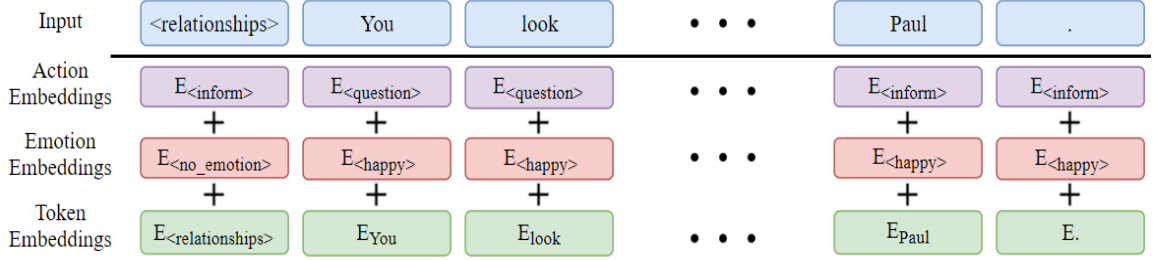 Input <relationships> You look • • • Paul .
Action Embeddings E<inform> E<question> E<question> • • • E<inform> E<inform>
+ + + + +
Emotion Embeddings E<no_emotion> E<happy> E<happy> • • • E<happy> E<happy>
+ + + + +
Token Embeddings E<relationships> EYou Elook • • • EPaul E.